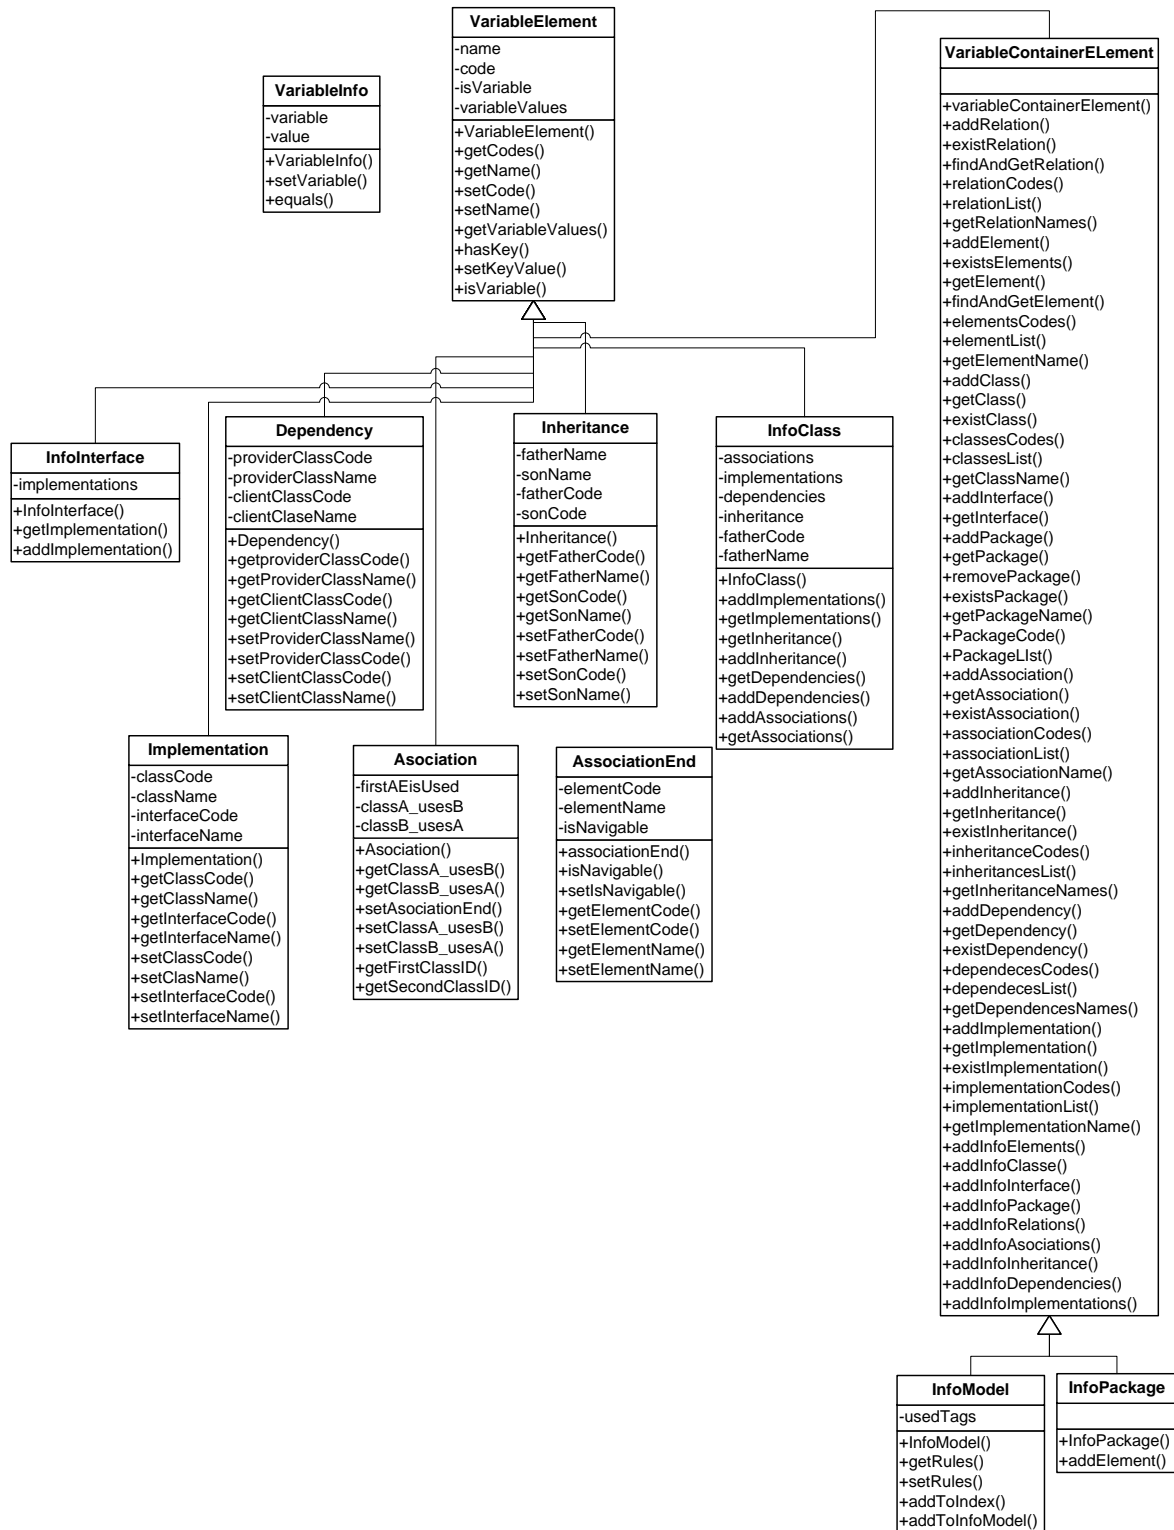 VariableElement
-name
-code
-isVariable
-variableValues
+VariableElement()
+getCodes()
+getName()
+setCode()
+setName()
+getVariableValues()
+hasKey()
+setKeyValue()
+isVariable()
VariableInfo
-variable
-value
+VariableInfo()
+setVariable()
+equals()
VariableContainerELement
+variableContainerElement()
+addRelation()
+existRelation()
+findAndGetRelation()
+relationCodes()
+relationList()
+getRelationNames()
+addElement()
+existsElements()
+getElement()
+findAndGetElement()
+elementsCodes()
+elementList()
+getElementName()
+addClass()
+getClass()
+existClass()
+classesCodes()
+classesList()
+getClassName()
+addInterface()
+getInterface()
+addPackage()
+getPackage()
+removePackage()
+existsPackage()
+getPackageName()
+PackageCode()
+PackageLIst()
+addAssociation()
+getAssociation()
+existAssociation()
+associationCodes()
+associationList()
+getAssociationName()
+addInheritance()
+getInheritance()
+existInheritance()
+inheritanceCodes()
+inheritancesList()
+getInheritanceNames()
+addDependency()
+getDependency()
+existDependency()
+dependecesCodes()
+dependecesList()
+getDependencesNames()
+addImplementation()
+getImplementation()
+existImplementation()
+implementationCodes()
+implementationList()
+getImplementationName()
+addInfoElements()
+addInfoClasse()
+addInfoInterface()
+addInfoPackage()
+addInfoRelations()
+addInfoAsociations()
+addInfoInheritance()
+addInfoDependencies()
+addInfoImplementations()
InfoInterface
-implementations
+InfoInterface()
+getImplementation()
+addImplementation()
Dependency
-providerClassCode
-providerClassName
-clientClassCode
-clientClaseName
+Dependency()
+getproviderClassCode()
+getProviderClassName()
+getClientClassCode()
+getClientClassName()
+setProviderClassName()
+setProviderClassCode()
+setClientClassCode()
+setClientClassName()
Inheritance
-fatherName
-sonName
-fatherCode
-sonCode
+Inheritance()
+getFatherCode()
+getFatherName()
+getSonCode()
+getSonName()
+setFatherCode()
+setFatherName()
+setSonCode()
+setSonName()
InfoClass
-associations
-implementations
-dependencies
-inheritance
-fatherCode
-fatherName
+InfoClass()
+addImplementations()
+getImplementations()
+getInheritance()
+addInheritance()
+getDependencies()
+addDependencies()
+addAssociations()
+getAssociations()
Implementation
-classCode
-className
-interfaceCode
-interfaceName
+Implementation()
+getClassCode()
+getClassName()
+getInterfaceCode()
+getInterfaceName()
+setClassCode()
+setClasName()
+setInterfaceCode()
+setInterfaceName()
Asociation
-firstAEisUsed
-classA_usesB
-classB_usesA
+Asociation()
+getClassA_usesB()
+getClassB_usesA()
+setAsociationEnd()
+setClassA_usesB()
+setClassB_usesA()
+getFirstClassID()
+getSecondClassID()
AssociationEnd
-elementCode
-elementName
-isNavigable
+associationEnd()
+isNavigable()
+setIsNavigable()
+getElementCode()
+setElementCode()
+getElementName()
+setElementName()
InfoModel
-usedTags
+InfoModel()
+getRules()
+setRules()
+addToIndex()
+addToInfoModel()
InfoPackage
+InfoPackage()
+addElement()